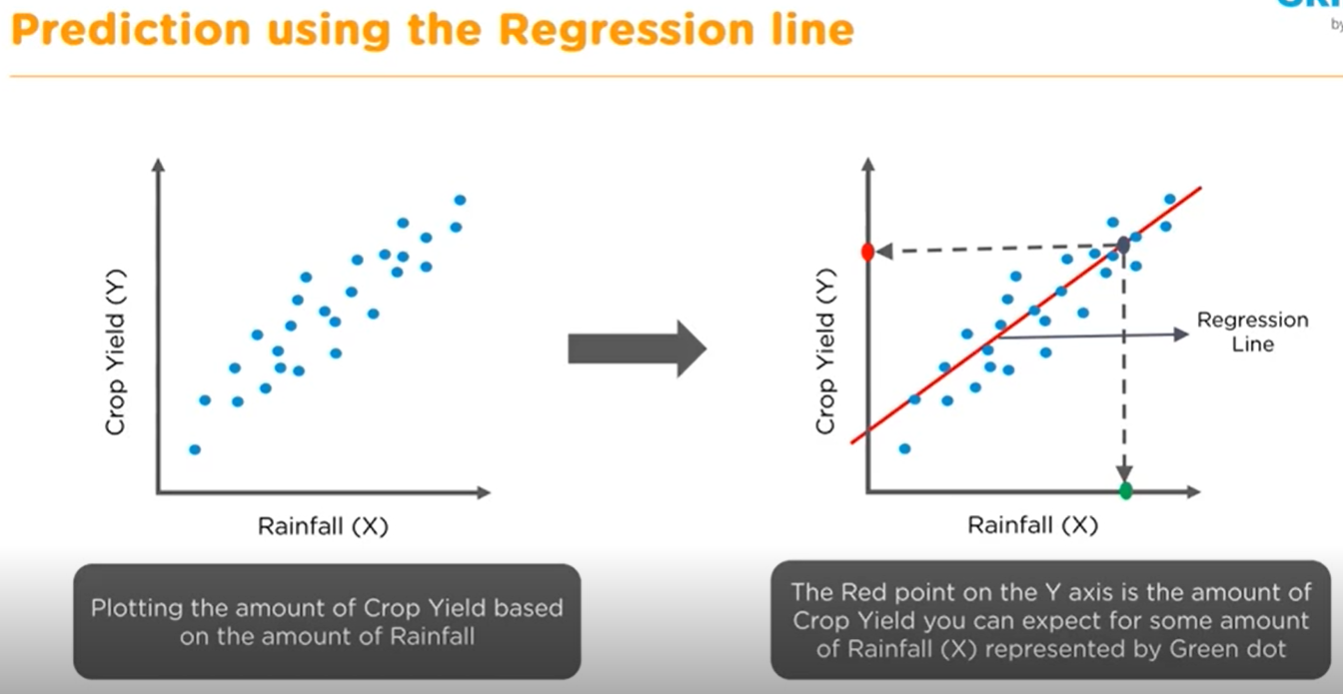 Prediction using the Regression line
by
Crop Yield (Y)
Rainfall (X)
Crop Yield (Y)
Regression
Line
Rainfall (X)
Plotting the amount of Crop Yield based
on the amount of Rainfall
The Red point on the Y axis is the amount of
Crop Yield you can expect for some amount
of Rainfall (X) represented by Green dot